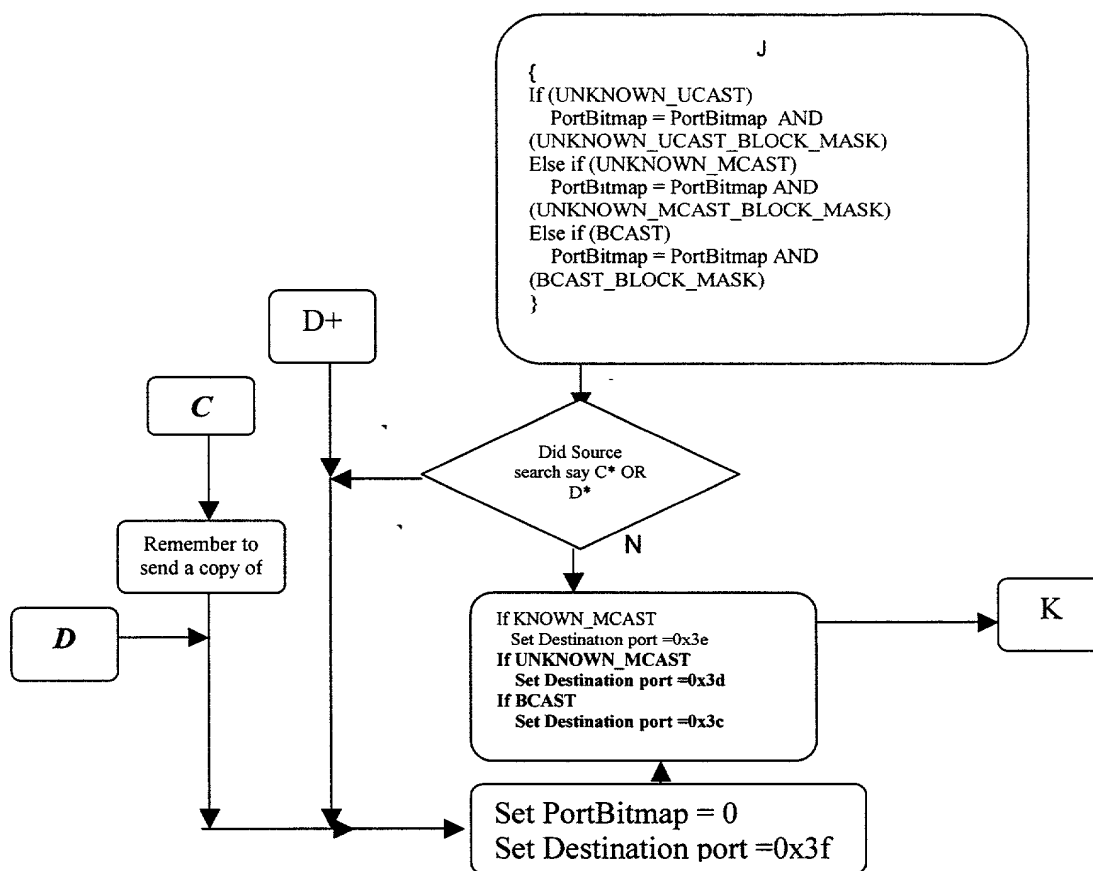 J
{
If (UNKNOWN_UCAST)
PortBitmap = PortBitmap AND
(UNKNOWN_UCAST_BLOCK_MASK)
Else if (UNKNOWN_MCAST)
PortBitmap = PortBitmap AND
(UNKNOWN_MCAST_BLOCK_MASK)
Else if (BCAST)
PortBitmap = PortBitmap AND
(BCAST_BLOCK_MASK)
}
D+
C
Did Source
search say C* OR
D*
N
Remember to
send a copy of
D
If KNOWN_MCAST
Set Destination port =0x3e
If UNKNOWN_MCAST
Set Destination port =0x3d
If BCAST
Set Destination port =0x3c
K
Set PortBitmap = 0
Set Destination port =0x3f